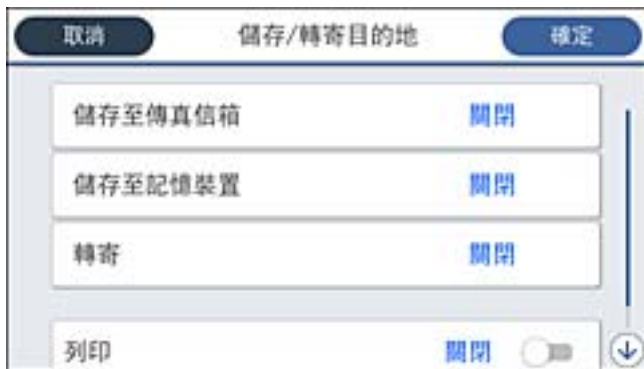 取消 儲存/轉寄目的地 確定
儲存至傳真信箱 關閉
儲存至記憶裝置 關閉
轉寄 關閉
列印 關閉